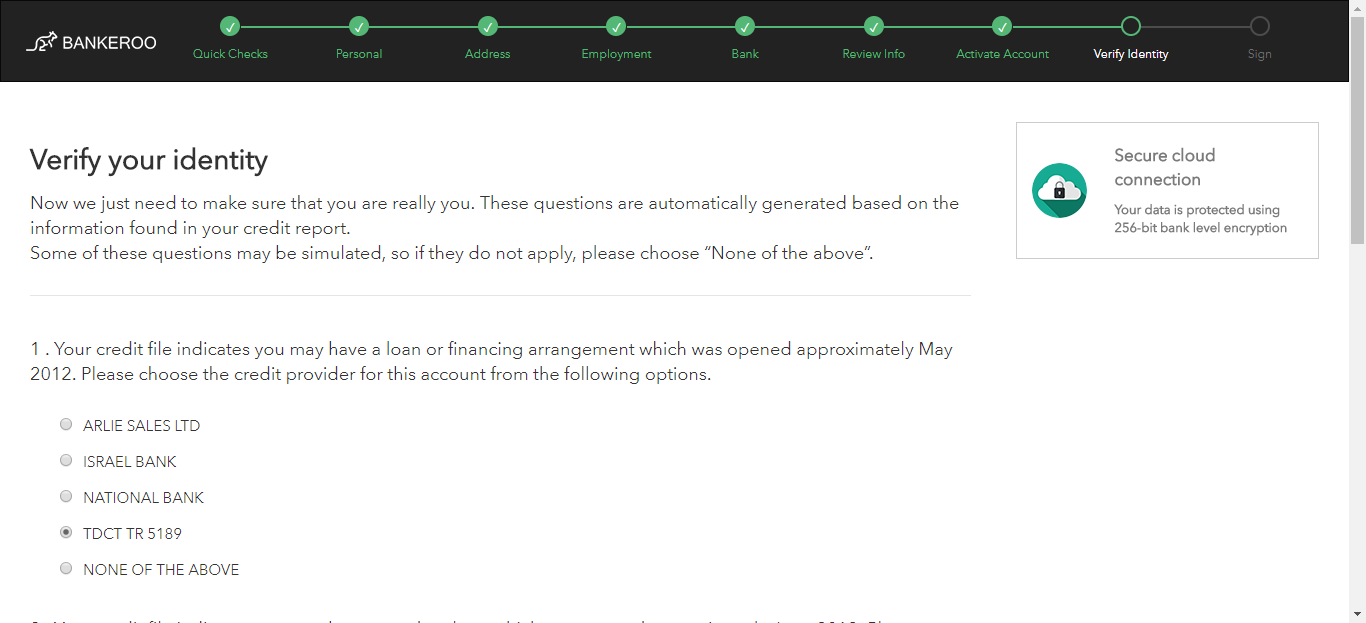 BANKEROO
Quick Checks
Personal
Address
Employment
Bank
Review Info
Activate Account
Verify Identity
Sign
Verify your identity
Now we just need to make sure that you are really you. These questions are automatically generated based on the
information found in your credit report.
Some of these questions may be simulated, so if they do not apply, please choose “None of the above”.
Secure cloud
connection
Your data is protected using
256-bit bank level encryption
1 . Your credit file indicates you may have a loan or financing arrangement which was opened approximately May
2012. Please choose the credit provider for this account from the following options.
ARLIE SALES LTD
ISRAEL BANK
NATIONAL BANK
TDCT TR 5189
NONE OF THE ABOVE